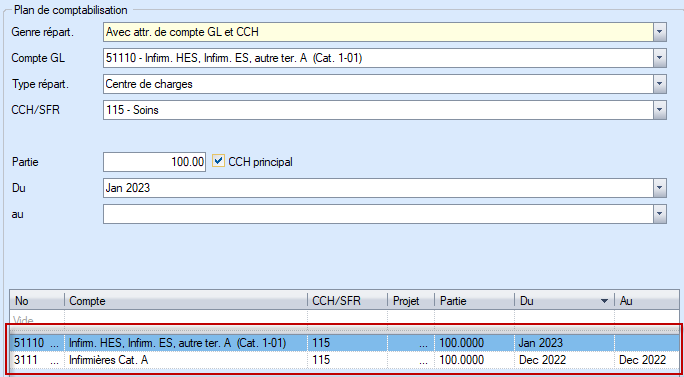 Plan de comptabilisation
Genre répart. Avec attr. de compte GL et CCH
Compte GL 51110 - Infirm. HES, Infirm. ES, autre ter. A (Cat. 1-01)
Type répart. Centre de charges
CCH/SFR 115 - Soins
Partie 100.00 CCH principal
Du Jan 2023
au
No Compte CCH/SFR Projet Partie Du Au
Vide
51110 ... Infirm. HES, Infirm. ES, autre ter. A (Cat. 1-01) 115 ... 100.0000 Jan 2023
3111 ... Infirmières Cat. A 115 ... 100.0000 Dec 2022 Dec 2022